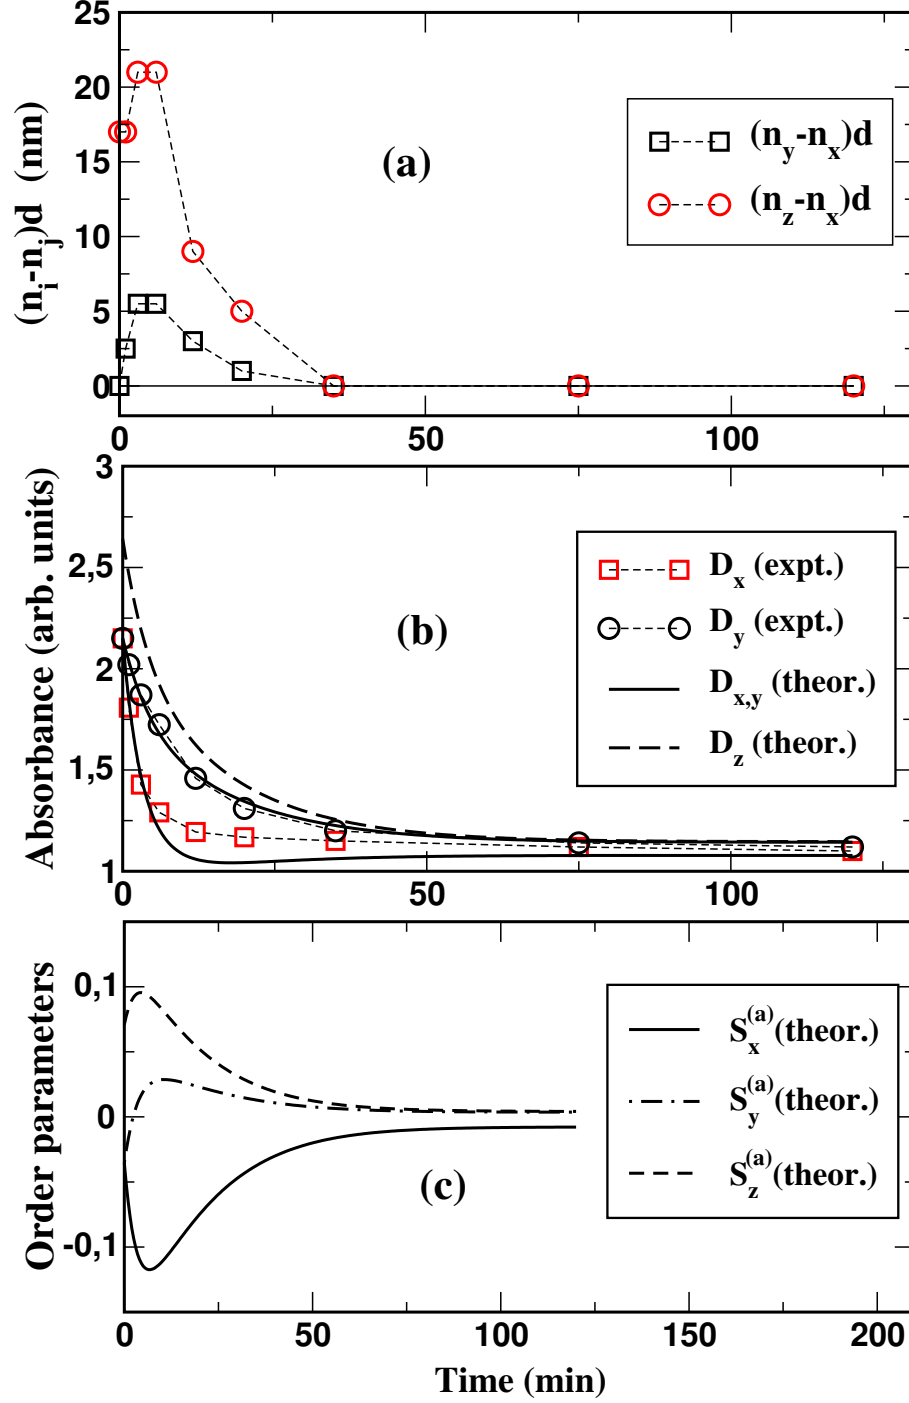 25
20
15
10
5
0
(n_i-n_j)d (nm)
(a)
(n_y-n_x)d
(n_z-n_x)d
0 50 100
3
2,5
2
1,5
1
Absorbance (arb. units)
(b)
D_x (expt.)
D_y (expt.)
D_{x,y} (theor.)
D_z (theor.)
0 50 100
0,1
0
-0,1
Order parameters
(c)
S_x^{(a)}(theor.)
S_y^{(a)}(theor.)
S_z^{(a)}(theor.)
0 50 100 150 200
Time (min)